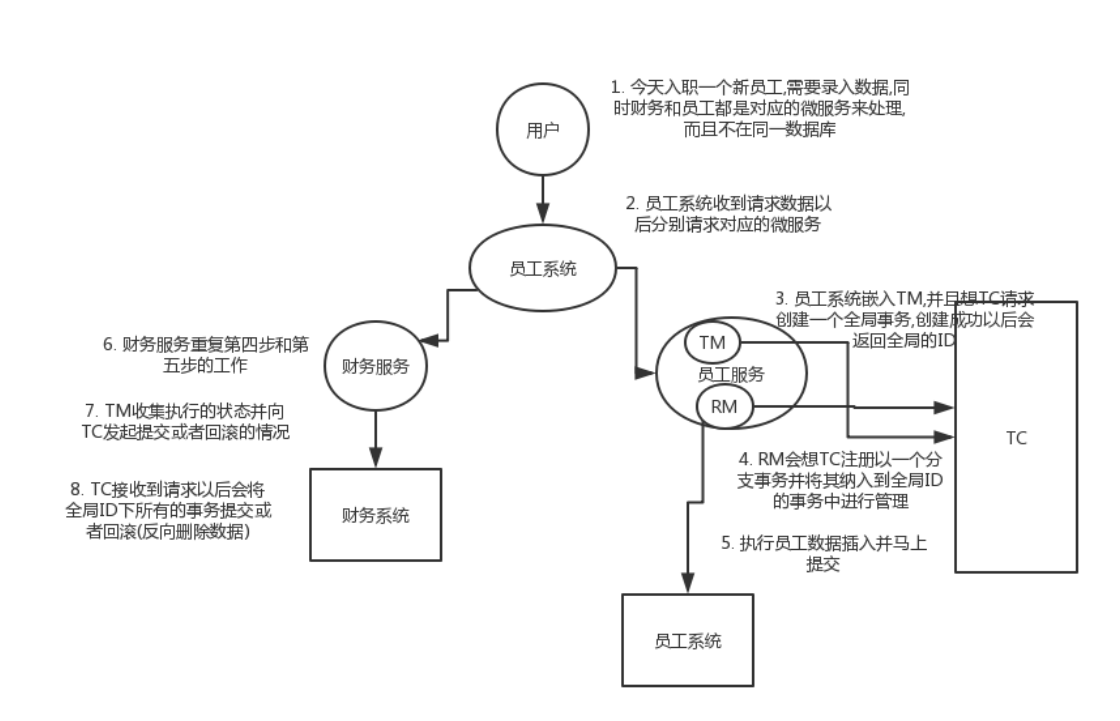 1. 今天入职一个新员工,需要录入数据,同
时财务和员工都是对应的微服务来处理,
而且不在同一数据库
用户
2. 员工系统收到请求数据以
后分别请求对应的微服务
员工系统
3. 员工系统嵌入TM,并且想TC请求
创建一个全局事务,创建成功以后会
返回全局的ID
6. 财务服务重复第四步和第
五步的工作
财务服务
TM
员工服务
RM
7. TM收集执行的状态并向
TC发起提交或者回滚的情况
TC
4. RM会想TC注册以一个分
支事务并将其纳入到全局ID
的事务中进行管理
8. TC接收到请求以后会将
全局ID下所有的事务提交或
者回滚(反向删除数据)
财务系统
5. 执行员工数据插入并马上
提交
员工系统